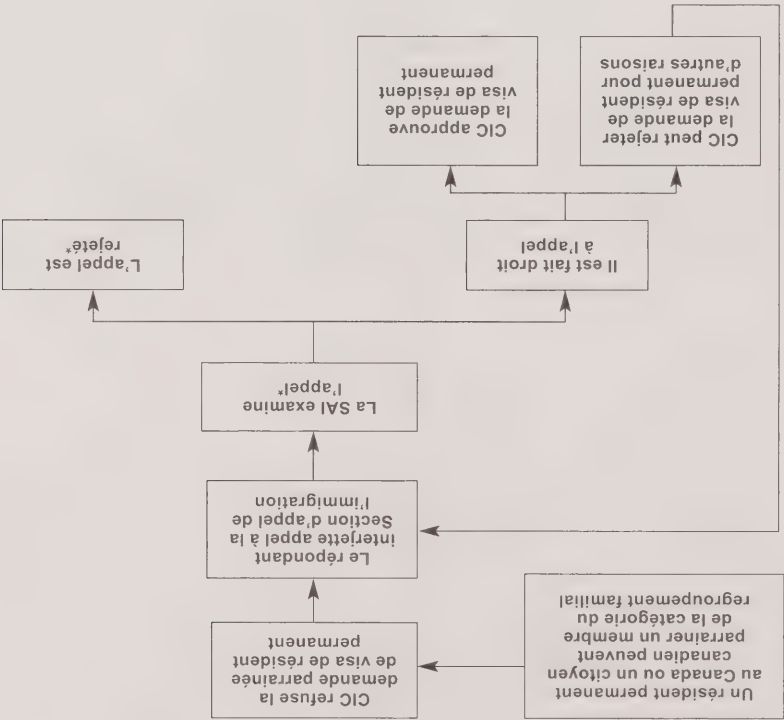 Un résident permanent
au Canada ou un citoyen
canadien peuvent
parrainer un membre
de la catégorie du
regroupement familial
CIC refuse la
demande parrainée
de visa de résident
permanent
Le répondant
interjette appel à la
Section d'appel de
l'immigration
La SAI examine
l'appel*
Il est fait droit
à l'appel
L'appel est
rejeté*
CIC peut rejeter
la demande de
visa de résident
permanent pour
d'autres raisons
CIC approuve
la demande de
visa de résident
permanent